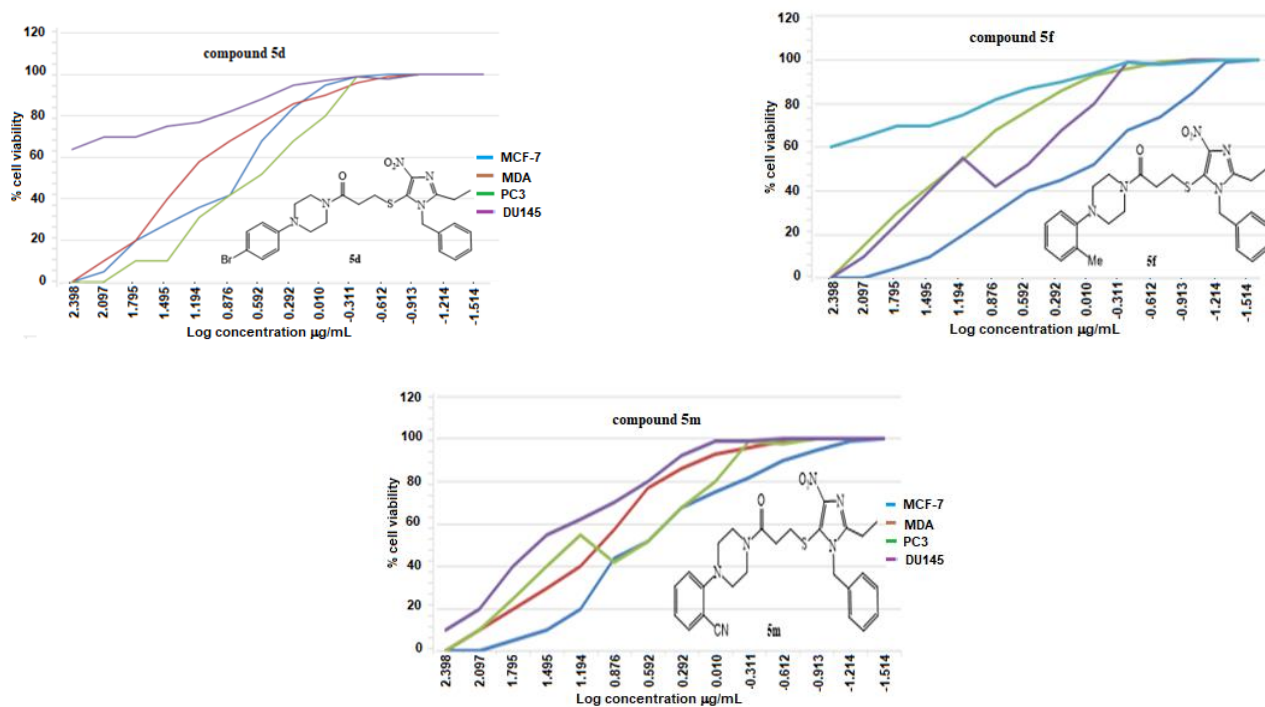 compound 5d
120
100
80
60
40
20
0
% cell viability
2.398 2.097 1.795 1.495 1.194 0.876 0.592 0.292 0.010 -0.311 -0.612 -0.913 -1.214 -1.514
Log concentration µg/mL
MCF-7
MDA
PC3
DU145
O₂N
N
O
S
N
N
N
Br
5d
compound 5f
120
100
80
60
40
20
0
% cell viability
2.398 2.097 1.795 1.495 1.194 0.876 0.592 0.292 0.010 -0.311 -0.612 -0.913 -1.214 -1.514
Log concentration µg/mL
O₂N
N
O
S
N
N
N
Me
5f
compound 5m
120
100
80
60
40
20
0
% cell viability
2.398 2.097 1.795 1.495 1.194 0.876 0.592 0.292 0.010 -0.311 -0.612 -0.913 -1.214 -1.514
Log concentration µg/mL
MCF-7
MDA
PC3
DU145
O₂N
N
O
S
N
N
N
CN
5m